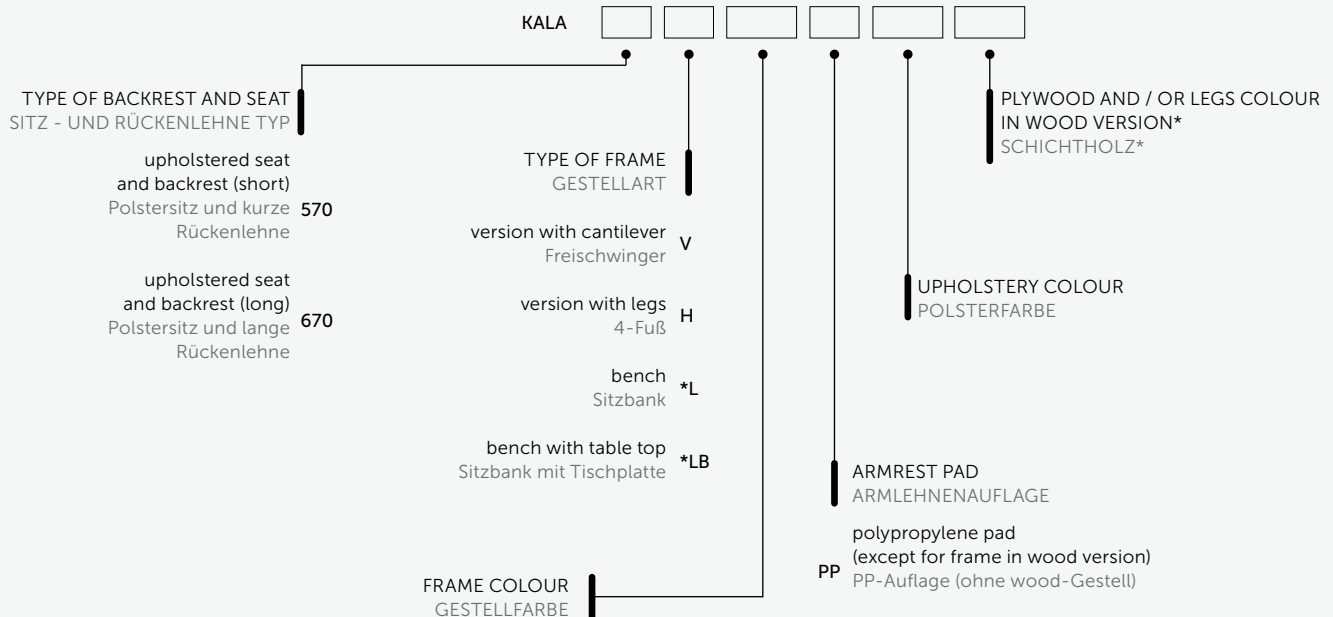 KALA
TYPE OF BACKREST AND SEAT
SITZ - UND RÜCKENLEHNE TYP
upholstered seat
and backrest (short)
Polstersitz und kurze 570
Rückenlehne
upholstered seat
and backrest (long)
Polstersitz und lange 670
Rückenlehne
TYPE OF FRAME
GESTELLART
version with cantilever V
Freischwinger
version with legs H
4-Fuß
bench *L
Sitzbank
bench with table top *LB
Sitzbank mit Tischplatte
FRAME COLOUR
GESTELLFARBE
ARMREST PAD
ARMLEHNENAUFLAGE
polypropylene pad
(except for frame in wood version)
PP PP-Auflage (ohne wood-Gestell)
UPHOLSTERY COLOUR
POLSTERFARBE
PLYWOOD AND / OR LEGS COLOUR
IN WOOD VERSION*
SCHICHTHOLZ*